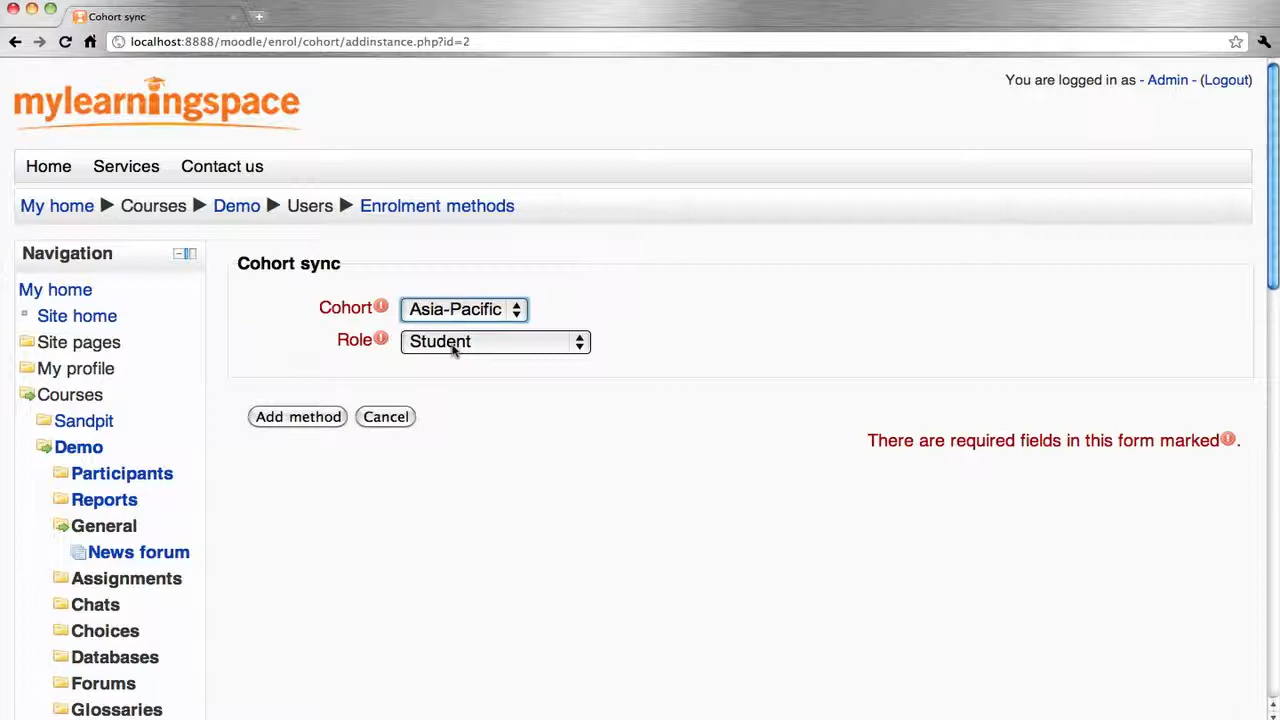 Cohort sync
localhost:8888/moodle/enrol/cohort/addinstance.php?id=2
You are logged in as - Admin - (Logout)
mylearningspace
Home Services Contact us
My home ▶ Courses ▶ Demo ▶ Users ▶ Enrolment methods
Navigation
My home
Site home
Site pages
My profile
Courses
Sandpit
Demo
Participants
Reports
General
News forum
Assignments
Chats
Choices
Databases
Forums
Glossaries
Cohort sync
Cohort Asia-Pacific
Role Student
Add method Cancel
There are required fields in this form marked .